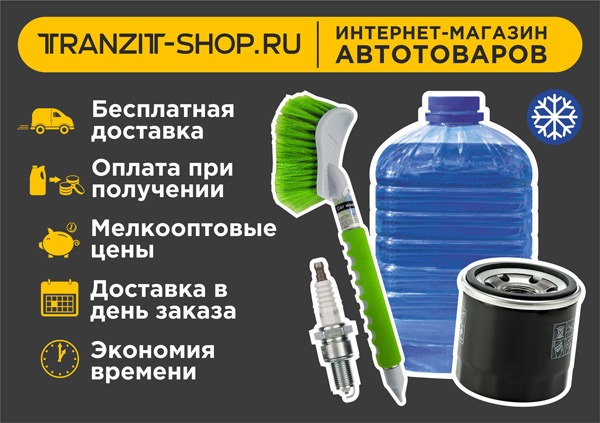 TRANZIT-SHOP.RU
ИНТЕРНЕТ-МАГАЗИН
АВТОТОВАРОВ
Бесплатная
доставка
Оплата при
получении
Мелкооптовые
цены
Доставка в
день заказа
Экономия
времени